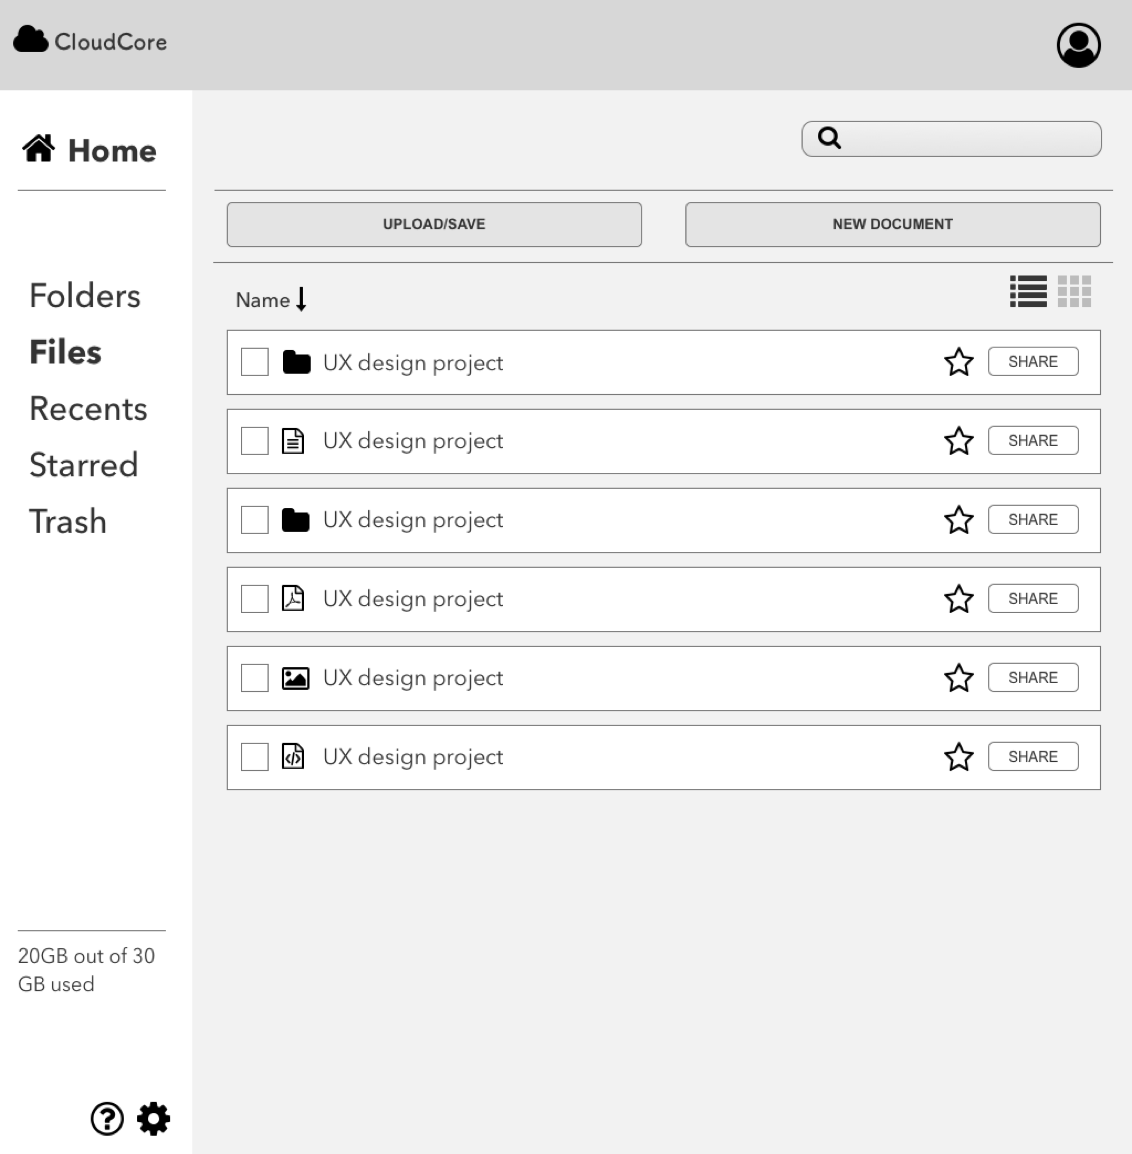 CloudCore
Home
UPLOAD/SAVE
NEW DOCUMENT
Name
Folders
Files
Recents
Starred
Trash
UX design project
SHARE
UX design project
SHARE
UX design project
SHARE
UX design project
SHARE
UX design project
SHARE
UX design project
SHARE
20GB out of 30
GB used